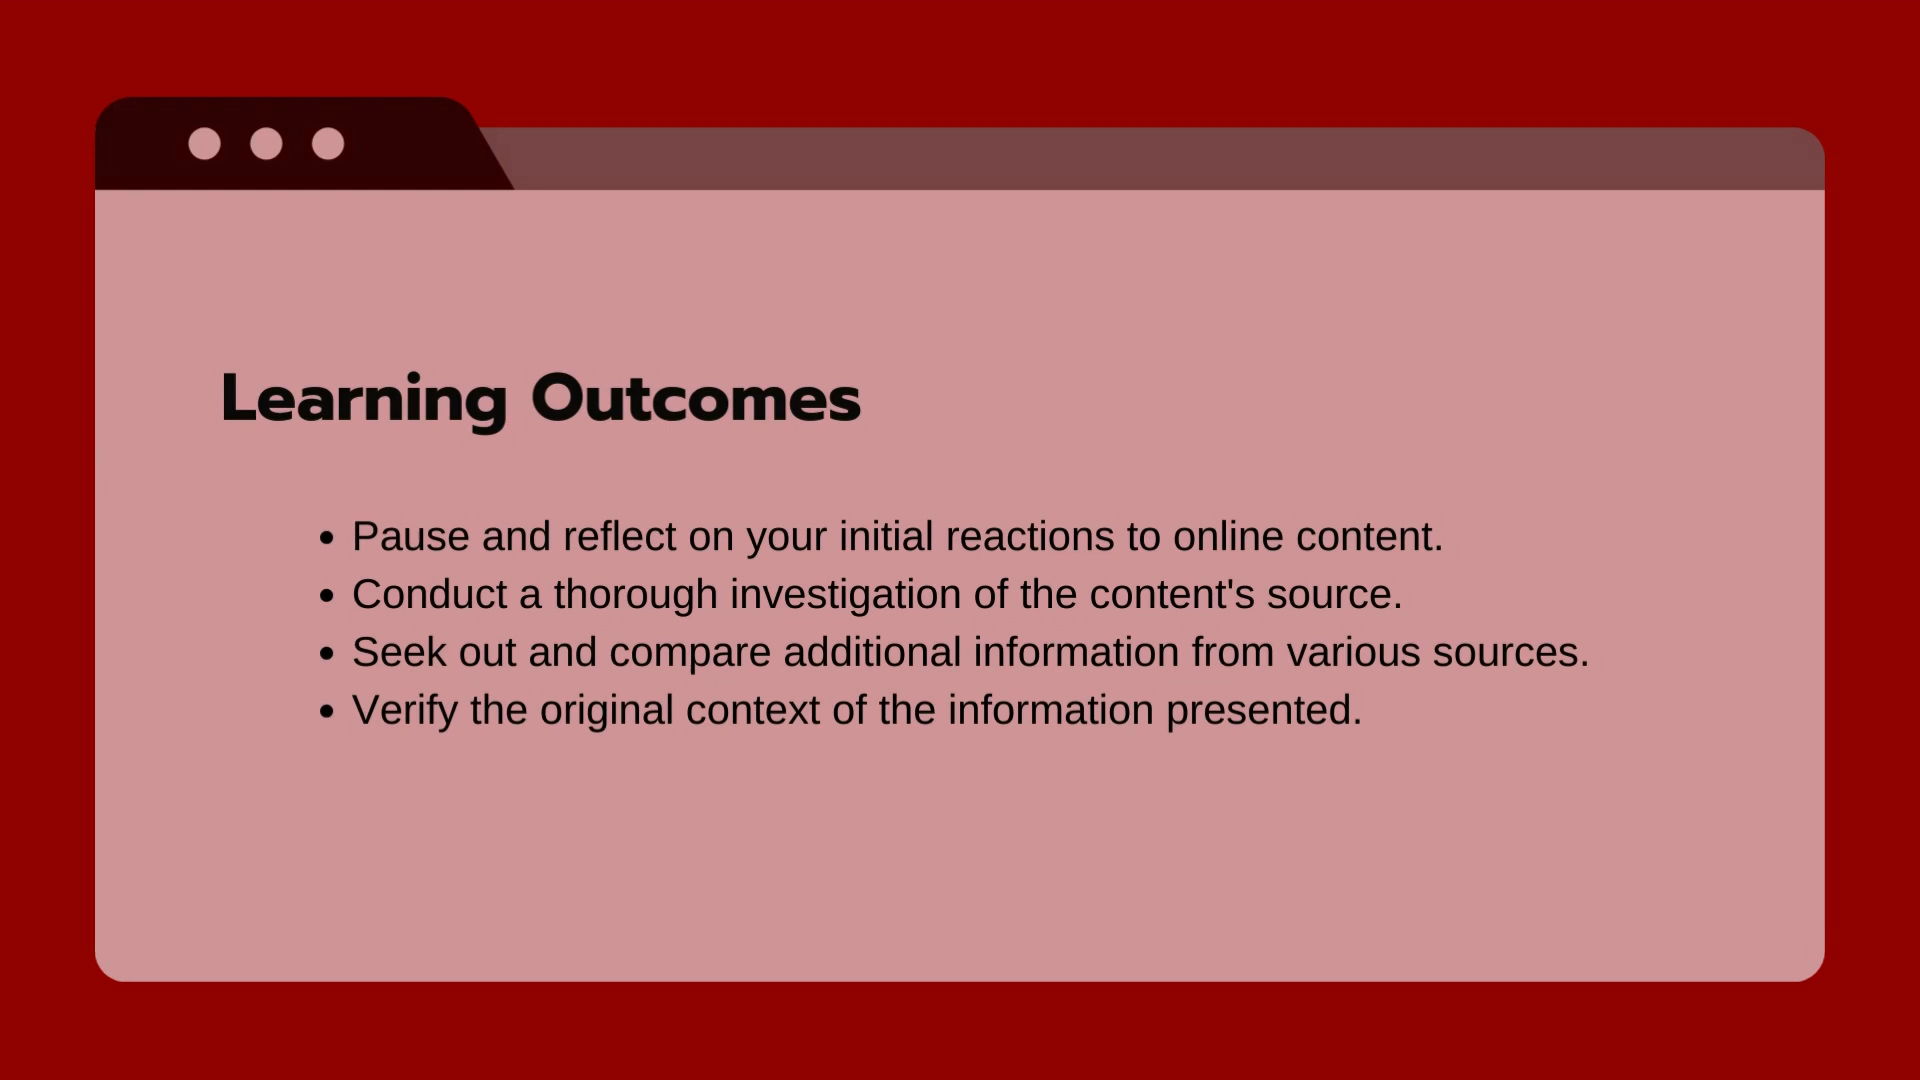 Learning Outcomes
• Pause and reflect on your initial reactions to online content.
• Conduct a thorough investigation of the content's source.
• Seek out and compare additional information from various sources.
• Verify the original context of the information presented.